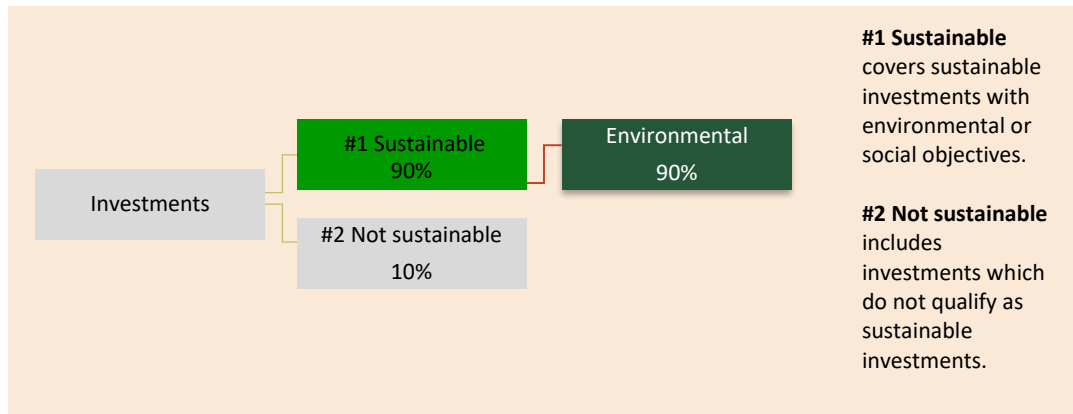 Investments
#1 Sustainable
90%
Environmental
90%
#2 Not sustainable
10%
#1 Sustainable
covers sustainable
investments with
environmental or
social objectives.
#2 Not sustainable
includes
investments which
do not qualify as
sustainable
investments.